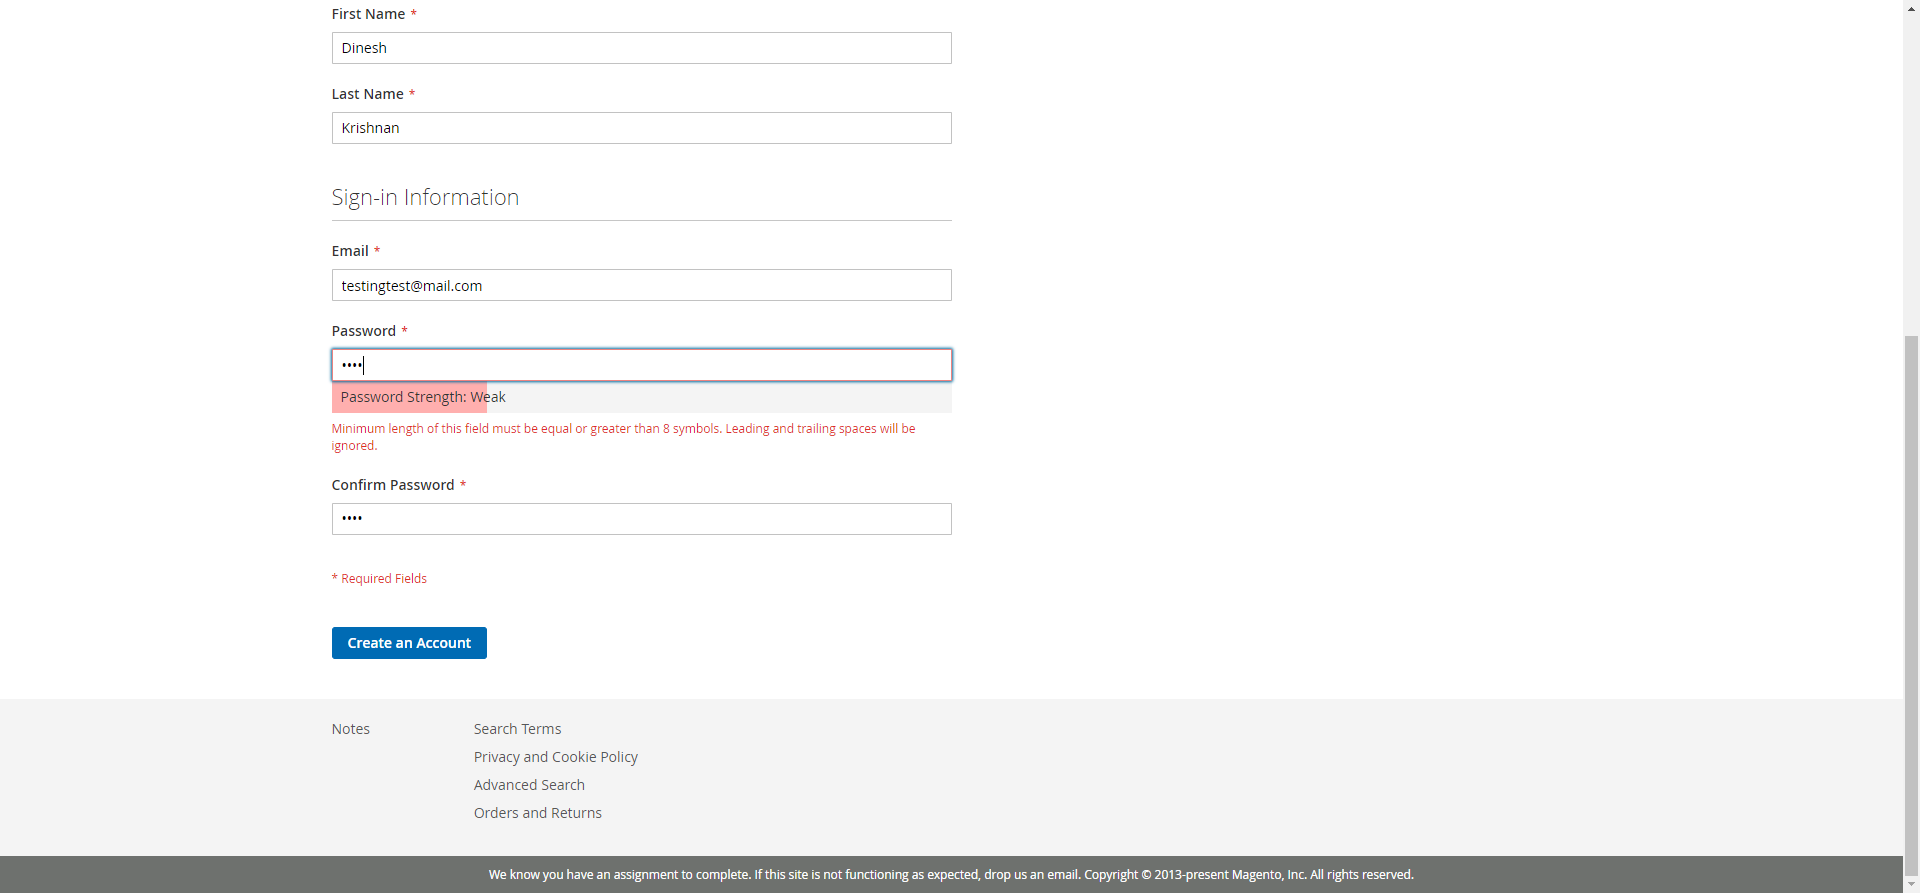 First Name *
Dinesh
Last Name *
Krishnan
Sign-in Information
Email *
testingtest@mail.com
Password *
••••
Password Strength: Weak
Minimum length of this field must be equal or greater than 8 symbols. Leading and trailing spaces will be
ignored.
Confirm Password *
••••
* Required Fields
Create an Account
Notes
Search Terms
Privacy and Cookie Policy
Advanced Search
Orders and Returns
We know you have an assignment to complete. If this site is not functioning as expected, drop us an email. Copyright © 2013-present Magento, Inc. All rights reserved.